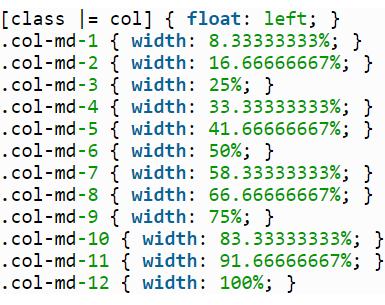 [class |= col] { float: left; }
.col-md-1 { width: 8.33333333%; }
.col-md-2 { width: 16.66666667%; }
.col-md-3 { width: 25%; }
.col-md-4 { width: 33.33333333%; }
.col-md-5 { width: 41.66666667%; }
.col-md-6 { width: 50%; }
.col-md-7 { width: 58.33333333%; }
.col-md-8 { width: 66.66666667%; }
.col-md-9 { width: 75%; }
.col-md-10 { width: 83.33333333%; }
.col-md-11 { width: 91.66666667%; }
.col-md-12 { width: 100%; }